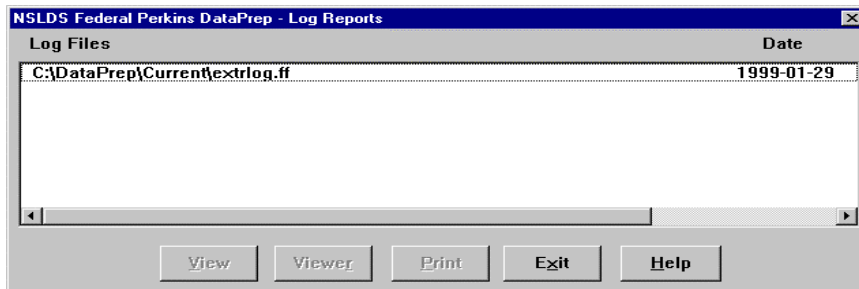 NSLDS Federal Perkins DataPrep - Log Reports
Log Files Date
C:\DataPrep\Current\extrlog.ff 1999-01-29
View Viewer Print Exit Help